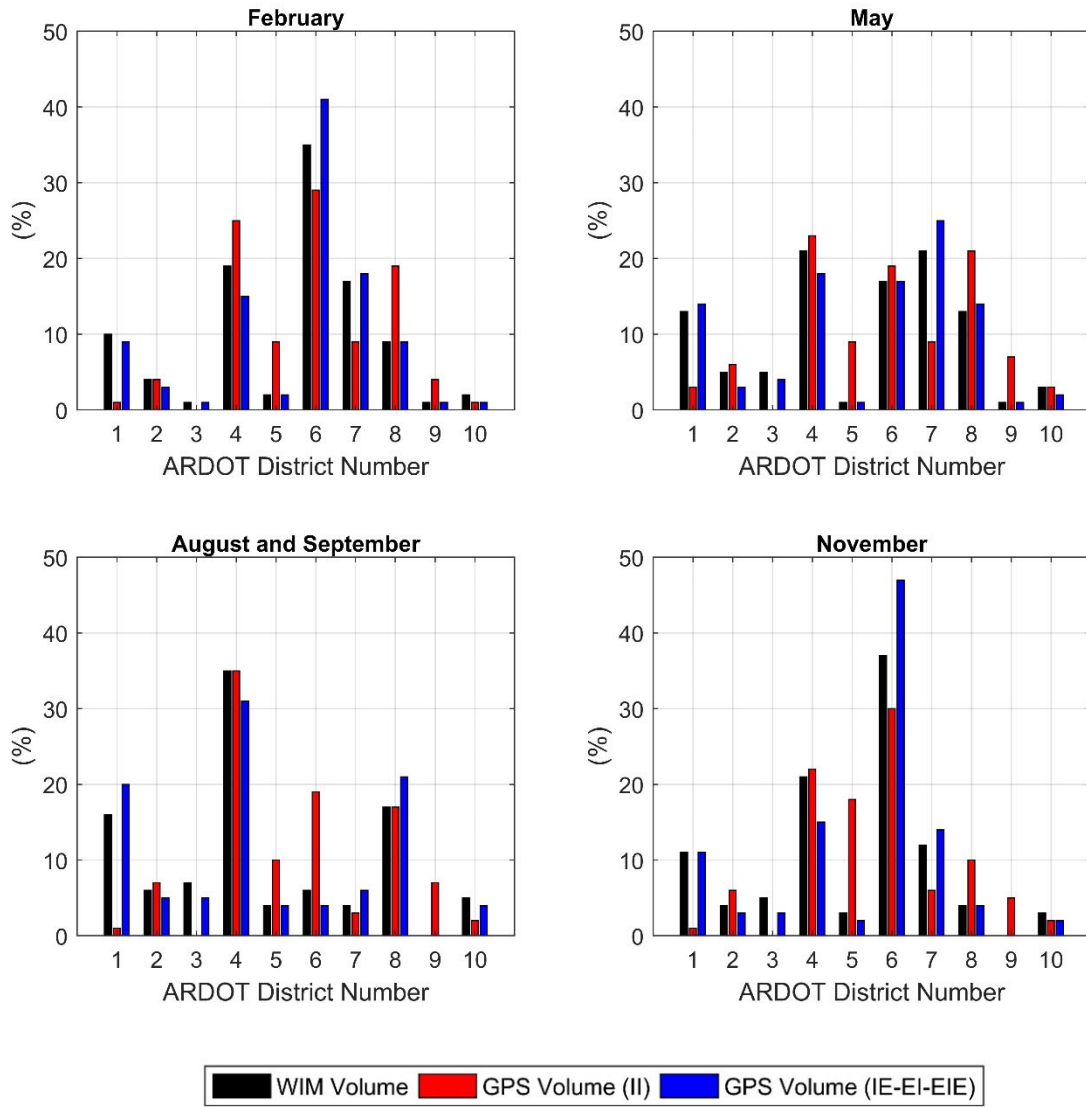 February
50
40
30
20
10
0
(%)
1 2 3 4 5 6 7 8 9 10
ARDOT District Number
May
50
40
30
20
10
0
(%)
1 2 3 4 5 6 7 8 9 10
ARDOT District Number
August and September
50
40
30
20
10
0
(%)
1 2 3 4 5 6 7 8 9 10
ARDOT District Number
November
50
40
30
20
10
0
(%)
1 2 3 4 5 6 7 8 9 10
ARDOT District Number
WIM Volume GPS Volume (II) GPS Volume (IE-EI-EIE)